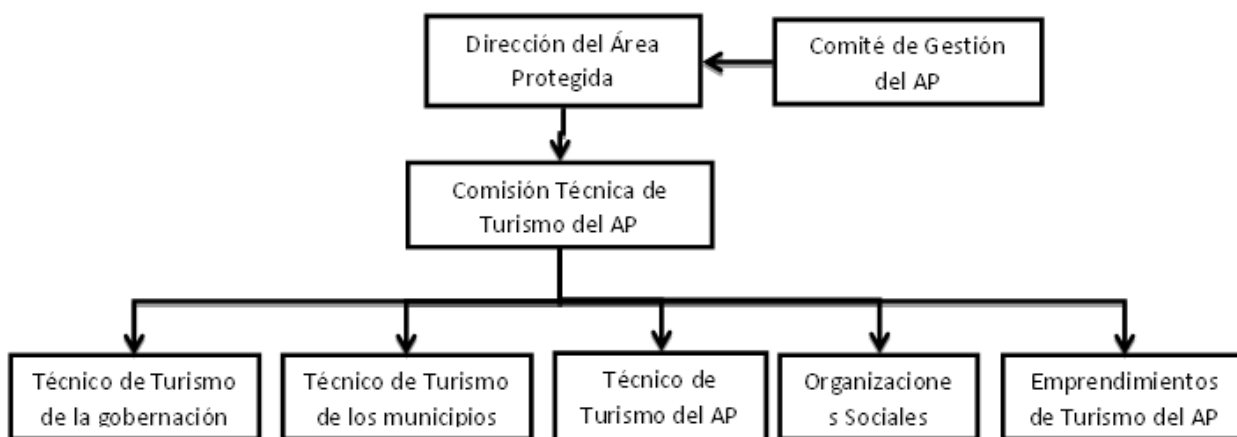 Dirección del Área
Protegida
Comité de Gestión
del AP
Comisión Técnica de
Turismo del AP
Técnico de Turismo
de la gobernación
Técnico de Turismo
de los municipios
Técnico de
Turismo del AP
Organizacione
s Sociales
Emprendimientos
de Turismo del AP